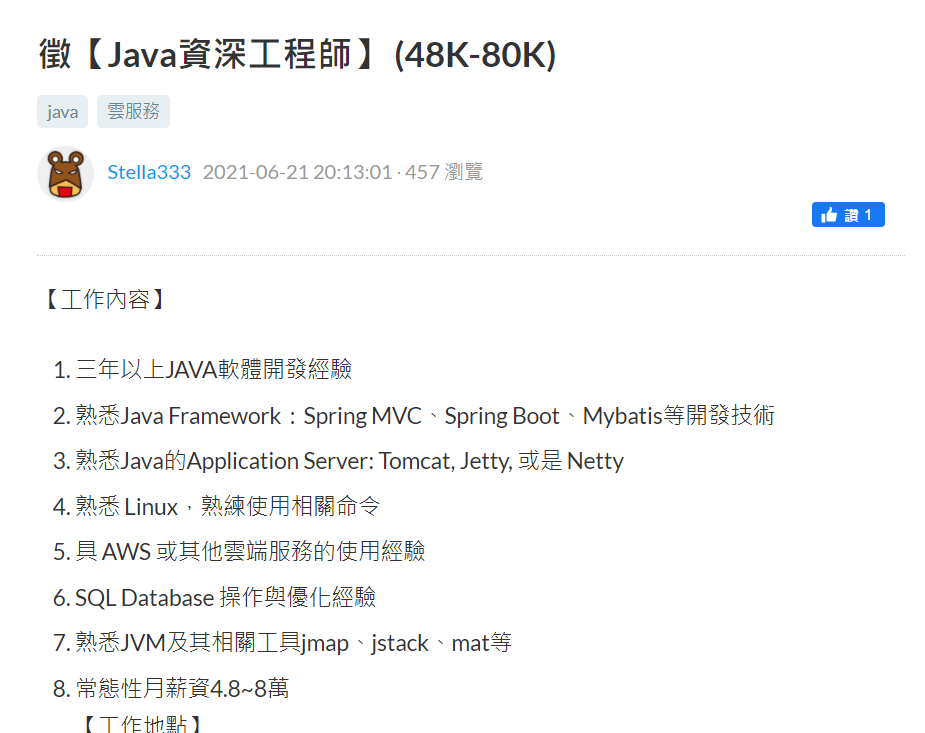 徵【Java資深工程師】(48K-80K)
java 雲服務
Stella333 2021-06-21 20:13:01 · 457 瀏覽
讚 1
【工作內容】
1. 三年以上JAVA軟體開發經驗
2. 熟悉Java Framework：Spring MVC、Spring Boot、Mybatis等開發技術
3. 熟悉Java的Application Server: Tomcat, Jetty, 或是 Netty
4. 熟悉 Linux，熟練使用相關命令
5. 具 AWS 或其他雲端服務的使用經驗
6. SQL Database 操作與優化經驗
7. 熟悉JVM及其相關工具jmap、jstack、mat等
8. 常態性月薪資4.8~8萬
【工作地點】